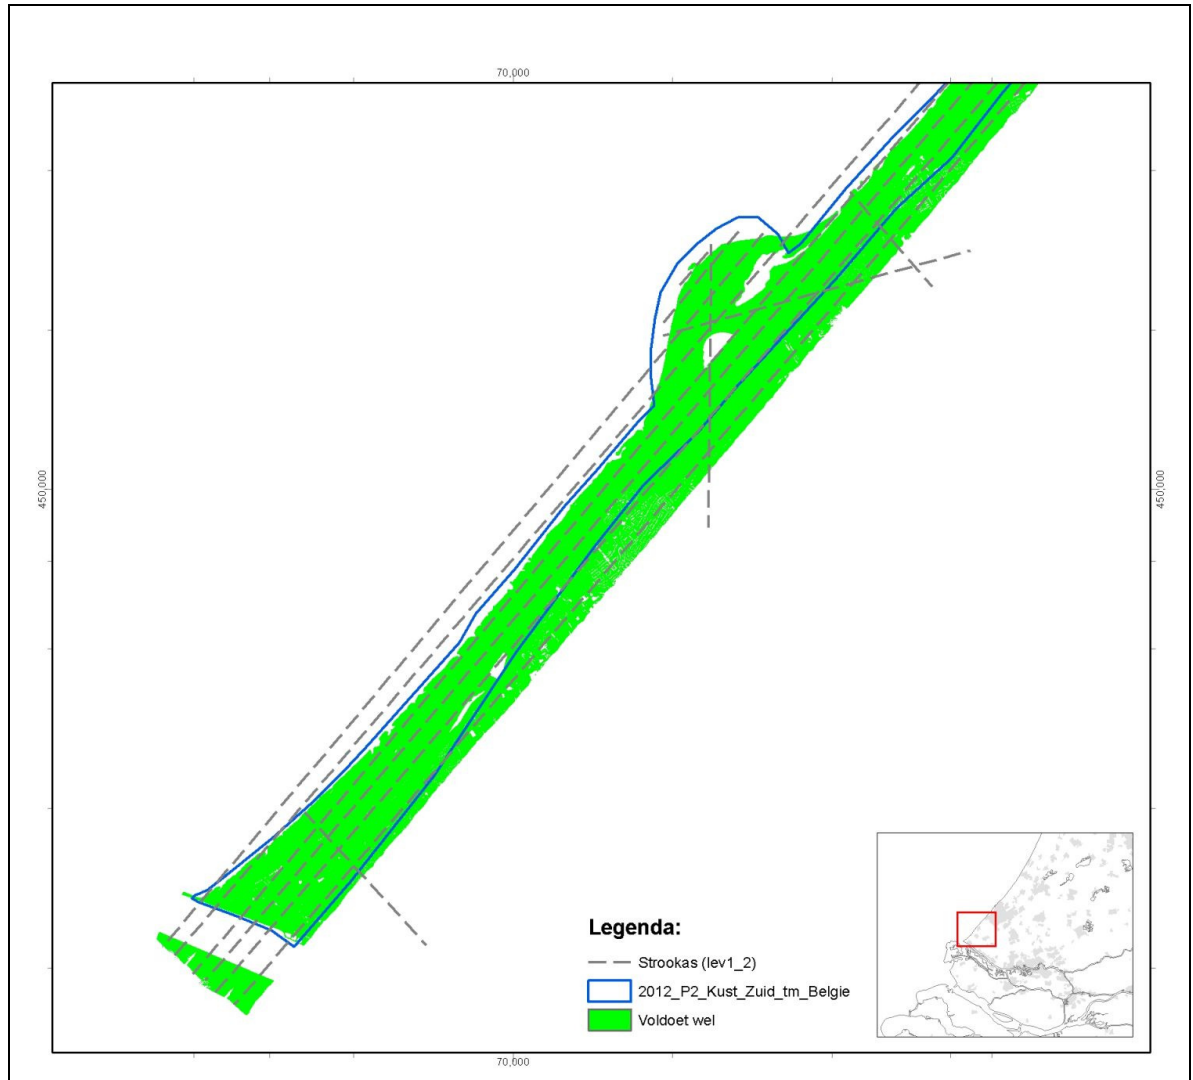 70,000
450,000
450,000
Legenda:
Strookas (lev1_2)
2012_P2_Kust_Zuid_tm_Belgie
Voldoet wel
70,000